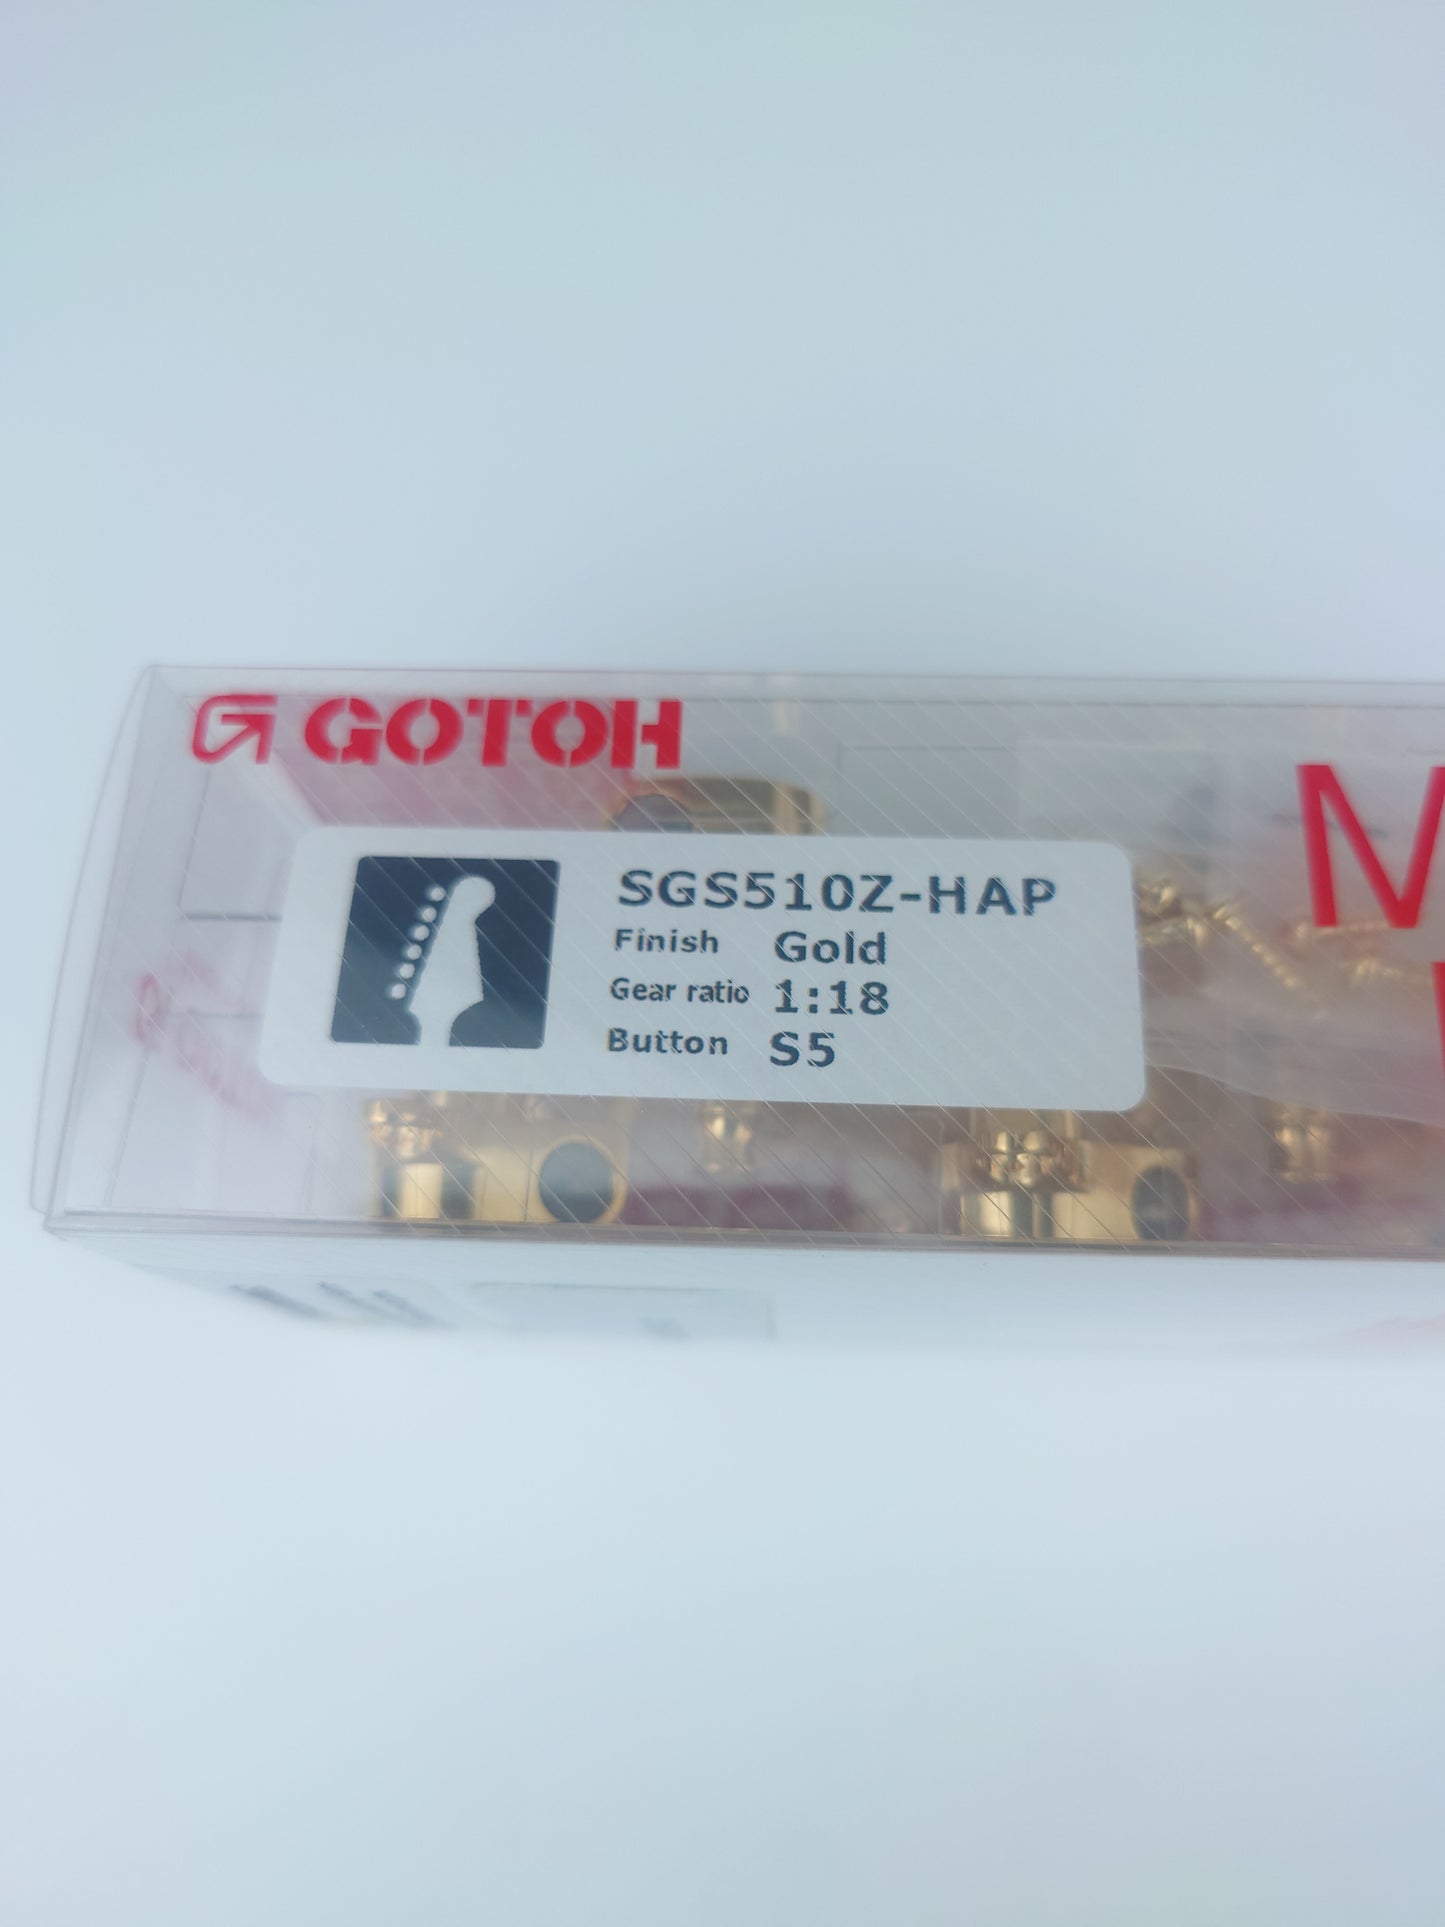 GOTOH
M
SGS510Z-HAP
Finish Gold
Gear ratio 1:18
Button S5